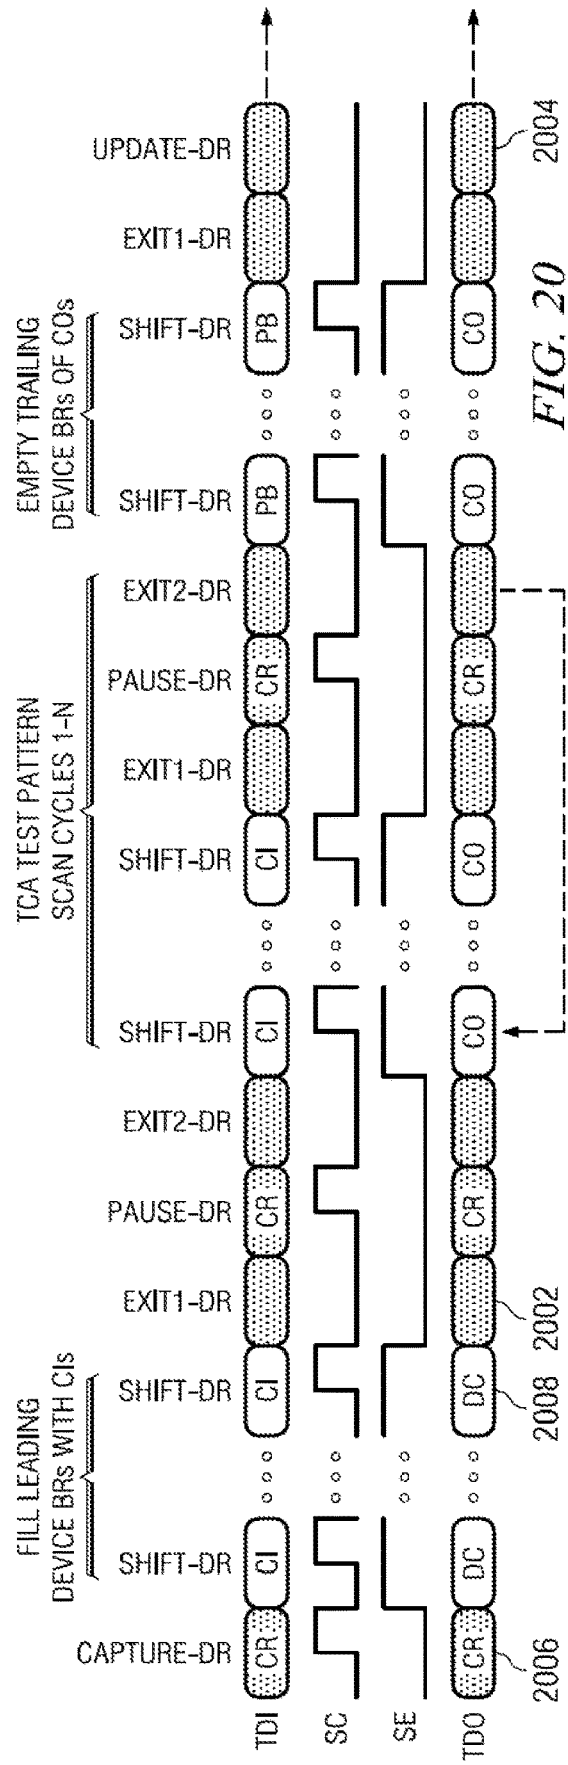 FILL LEADING
DEVICE BRs WITH CIs
TCA TEST PATTERN
SCAN CYCLES 1-N
EMPTY TRAILING
DEVICE BRs OF COs
CAPTURE-DR
SHIFT-DR
SHIFT-DR
EXIT1-DR
PAUSE-DR
EXIT2-DR
SHIFT-DR
SHIFT-DR
EXIT1-DR
PAUSE-DR
EXIT2-DR
SHIFT-DR
SHIFT-DR
EXIT1-DR
UPDATE-DR
TDI CR CI CI CR CI CI CR PB PB
SC
SE
TDO CR DC DC CR CO CO CR CO CO
2006
2008
2002
2004
FIG. 20